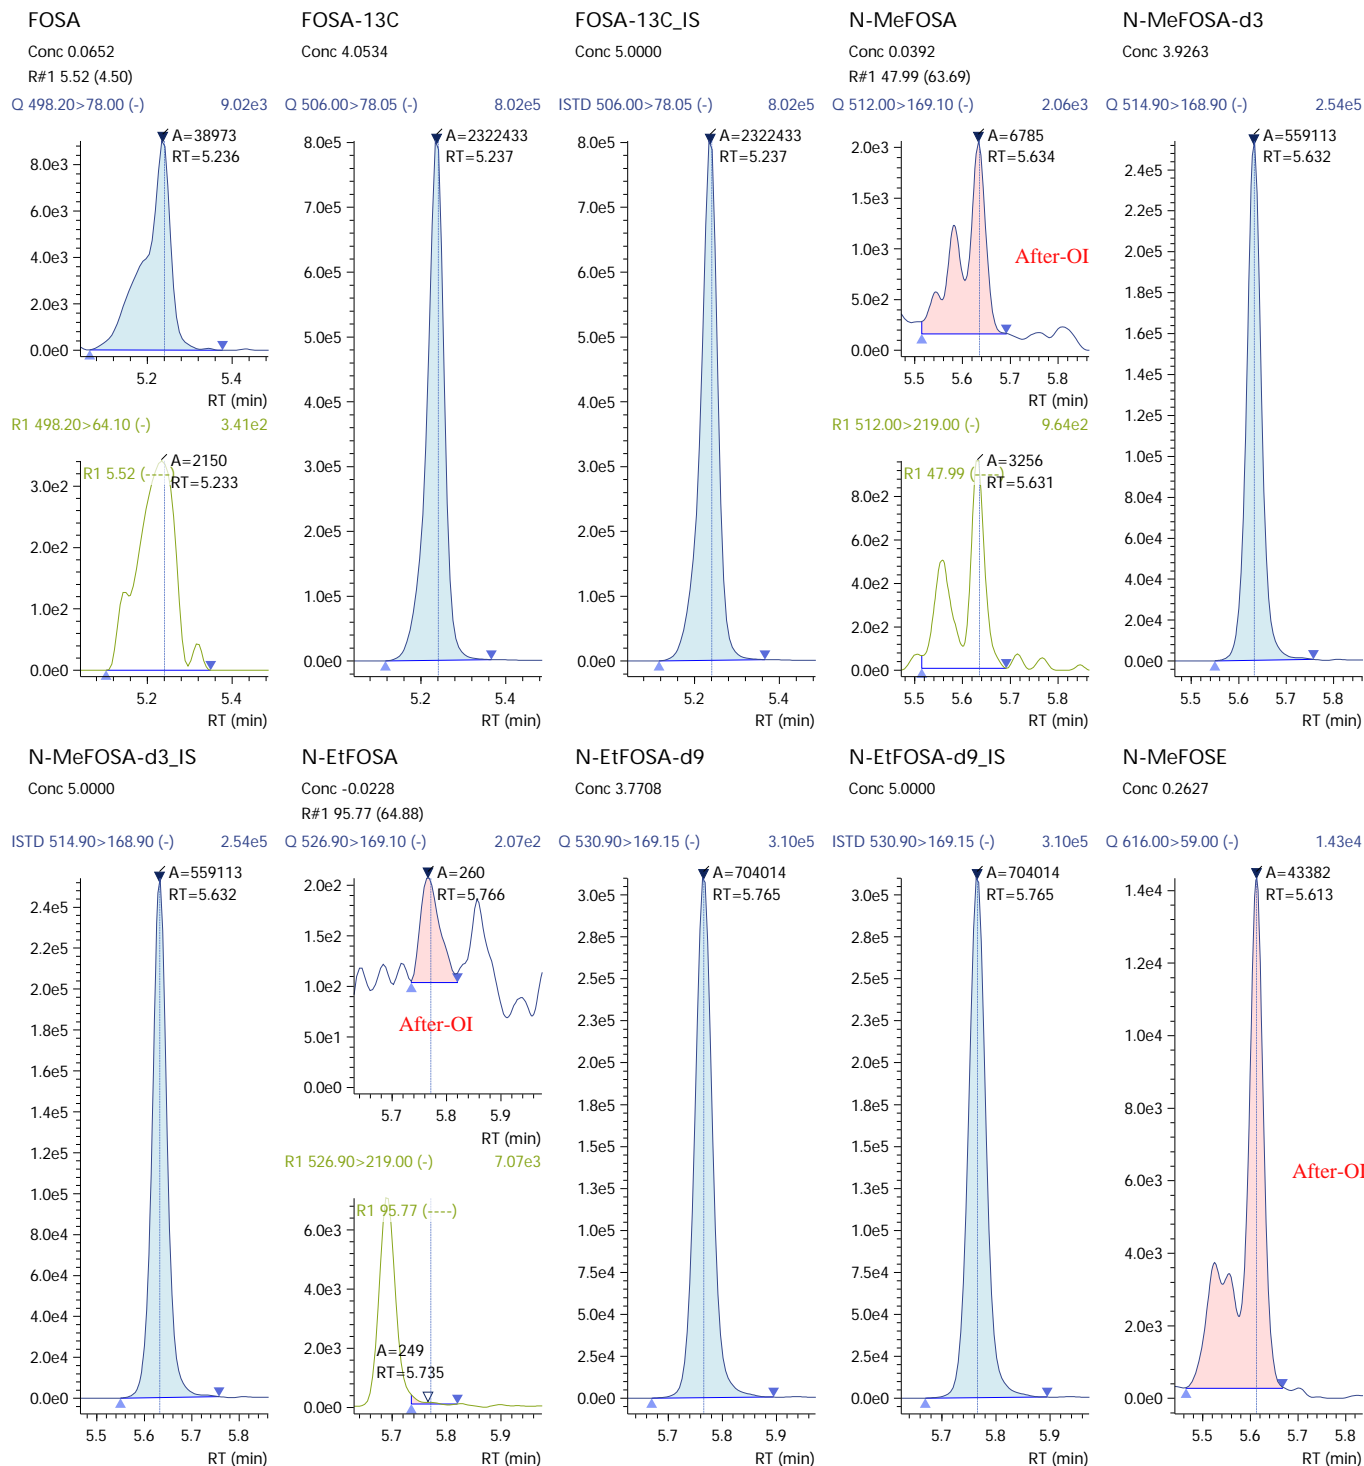 FOSA
Conc 0.0652
R#1 5.52 (4.50)
Q 498.20>78.00 (-) 9.02e3
A=38973
RT=5.236
8.0e3
6.0e3
4.0e3
2.0e3
0.0e0
5.2 5.4
RT (min)
R1 498.20>64.10 (-) 3.41e2
R1 5.52 (----)
A=2150
RT=5.233
3.0e2
2.0e2
1.0e2
0.0e0
5.2 5.4
RT (min)
FOSA-13C
Conc 4.0534
Q 506.00>78.05 (-) 8.02e5
A=2322433
RT=5.237
8.0e5
7.0e5
6.0e5
5.0e5
4.0e5
3.0e5
2.0e5
1.0e5
0.0e0
5.2 5.4
RT (min)
FOSA-13C_IS
Conc 5.0000
ISTD 506.00>78.05 (-) 8.02e5
A=2322433
RT=5.237
8.0e5
7.0e5
6.0e5
5.0e5
4.0e5
3.0e5
2.0e5
1.0e5
0.0e0
5.2 5.4
RT (min)
N-MeFOSA
Conc 0.0392
R#1 47.99 (63.69)
Q 512.00>169.10 (-) 2.06e3
A=6785
RT=5.634
2.0e3
1.5e3
1.0e3
5.0e2
0.0e0
After-OI
5.5 5.6 5.7 5.8
RT (min)
R1 512.00>219.00 (-) 9.64e2
R1 47.99 (----)
A=3256
RT=5.631
8.0e2
6.0e2
4.0e2
2.0e2
0.0e0
5.5 5.6 5.7 5.8
RT (min)
N-MeFOSA-d3
Conc 3.9263
Q 514.90>168.90 (-) 2.54e5
A=559113
RT=5.632
2.4e5
2.2e5
2.0e5
1.8e5
1.6e5
1.4e5
1.2e5
1.0e5
8.0e4
6.0e4
4.0e4
2.0e4
0.0e0
5.5 5.6 5.7 5.8
RT (min)
N-MeFOSA-d3_IS
Conc 5.0000
ISTD 514.90>168.90 (-) 2.54e5
A=559113
RT=5.632
2.4e5
2.2e5
2.0e5
1.8e5
1.6e5
1.4e5
1.2e5
1.0e5
8.0e4
6.0e4
4.0e4
2.0e4
0.0e0
5.5 5.6 5.7 5.8
RT (min)
N-EtFOSA
Conc -0.0228
R#1 95.77 (64.88)
Q 526.90>169.10 (-) 2.07e2
A=260
RT=5.766
2.0e2
1.5e2
1.0e2
5.0e1
0.0e0
After-OI
5.7 5.8 5.9
RT (min)
R1 526.90>219.00 (-) 7.07e3
R1 95.77 (----)
6.0e3
4.0e3
2.0e3
0.0e0
A=249
RT=5.735
5.7 5.8 5.9
RT (min)
N-EtFOSA-d9
Conc 3.7708
Q 530.90>169.15 (-) 3.10e5
A=704014
RT=5.765
3.0e5
2.8e5
2.5e5
2.3e5
2.0e5
1.8e5
1.5e5
1.3e5
1.0e5
7.5e4
5.0e4
2.5e4
0.0e0
5.7 5.8 5.9
RT (min)
N-EtFOSA-d9_IS
Conc 5.0000
ISTD 530.90>169.15 (-) 3.10e5
A=704014
RT=5.765
3.0e5
2.8e5
2.5e5
2.3e5
2.0e5
1.8e5
1.5e5
1.3e5
1.0e5
7.5e4
5.0e4
2.5e4
0.0e0
5.7 5.8 5.9
RT (min)
N-MeFOSE
Conc 0.2627
Q 616.00>59.00 (-) 1.43e4
A=43382
RT=5.613
1.4e4
1.2e4
1.0e4
8.0e3
6.0e3
4.0e3
2.0e3
0.0e0
After-OI
5.5 5.6 5.7 5.8
RT (min)